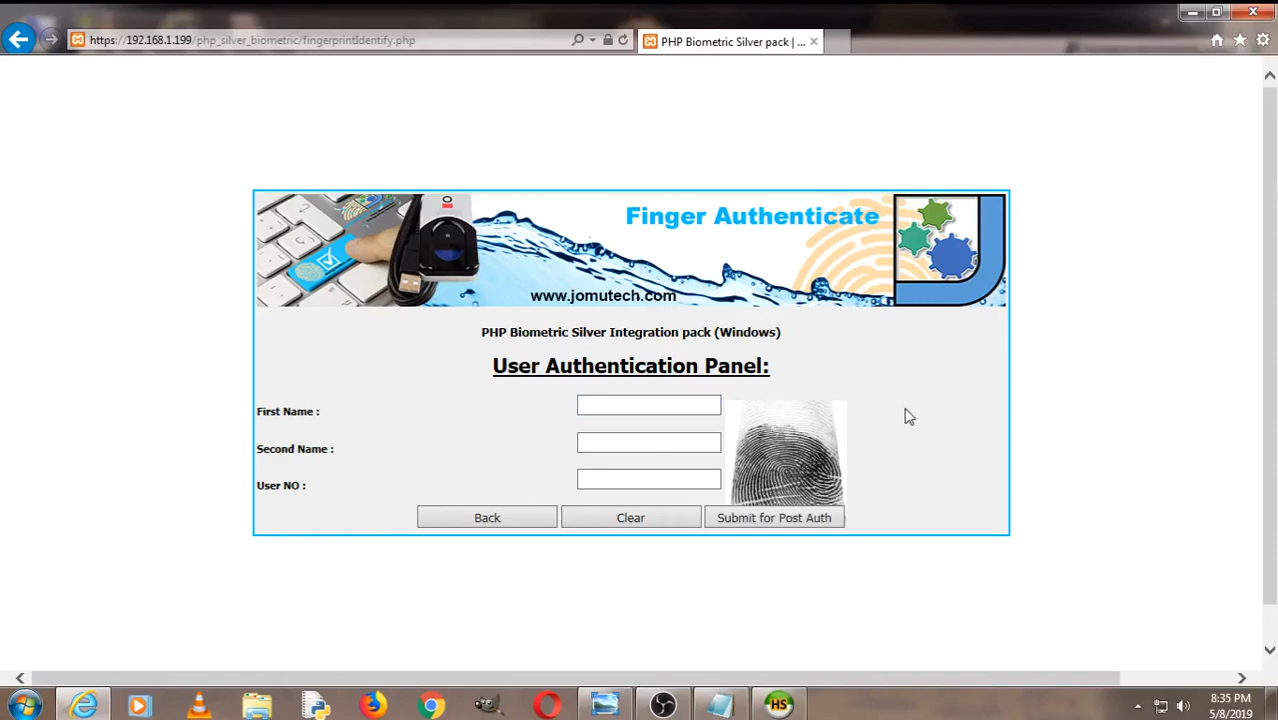 https://192.168.1.199/php_silver_biometric/fingerprintIdentify.php
PHP Biometric Silver pack | ...
Finger Authenticate
www.jomutech.com
PHP Biometric Silver Integration pack (Windows)
User Authentication Panel:
First Name :
Second Name :
User NO :
Back
Clear
Submit for Post Auth
HS
8:35 PM
5/8/2019